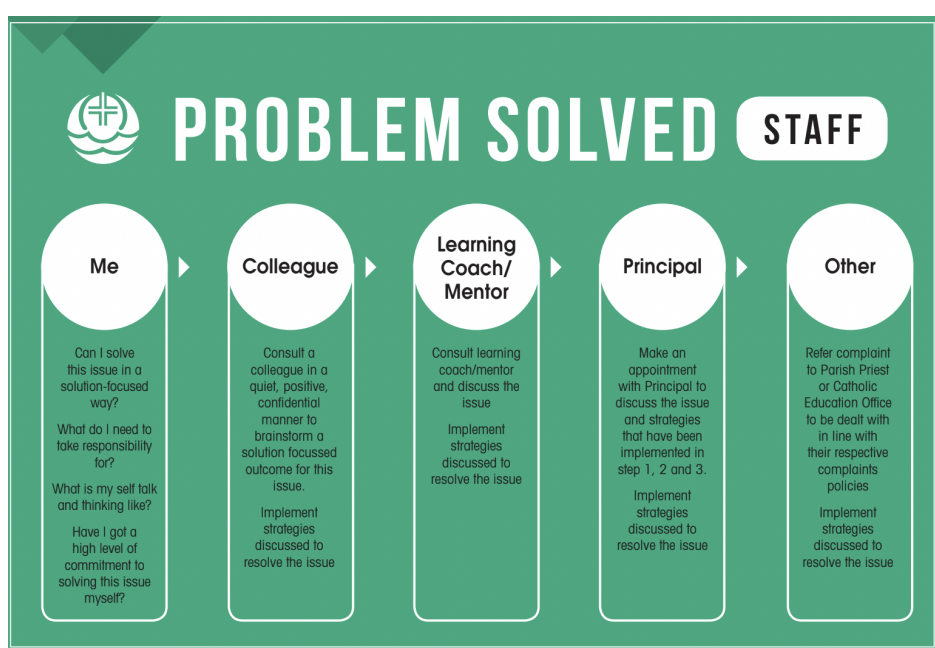 PROBLEM SOLVED STAFF
Me
Can I solve
this issue in a
solution-focused
way?
What do I need to
take responsibility
for?
What is my self talk
and thinking like?
Have I got a
high level of
commitment to
solving this issue
myself?
Colleague
Consult a
colleague in a
quiet, positive,
confidential
manner to
brainstorm a
solution focussed
outcome for this
issue.
Implement
strategies
discussed to
resolve the issue
Learning
Coach/
Mentor
Consult learning
coach/mentor
and discuss the
issue
Implement
strategies
discussed to
resolve the issue
Principal
Make an
appointment
with Principal to
discuss the issue
and strategies
that have been
implemented in
step 1, 2 and 3.
Implement
strategies
discussed to
resolve the issue
Other
Refer complaint
to Parish Priest
or Catholic
Education Office
to be dealt with
in line with
their respective
complaints
policies
Implement
strategies
discussed to
resolve the issue